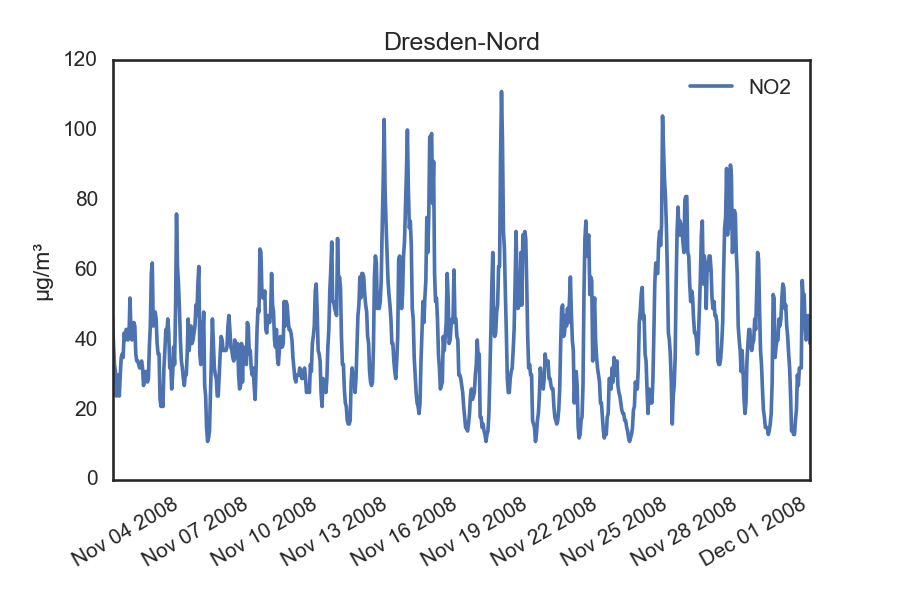 Dresden-Nord
120
100
80
60
40
20
0
µg/m³
NO2
Nov 04 2008
Nov 07 2008
Nov 10 2008
Nov 13 2008
Nov 16 2008
Nov 19 2008
Nov 22 2008
Nov 25 2008
Nov 28 2008
Dec 01 2008